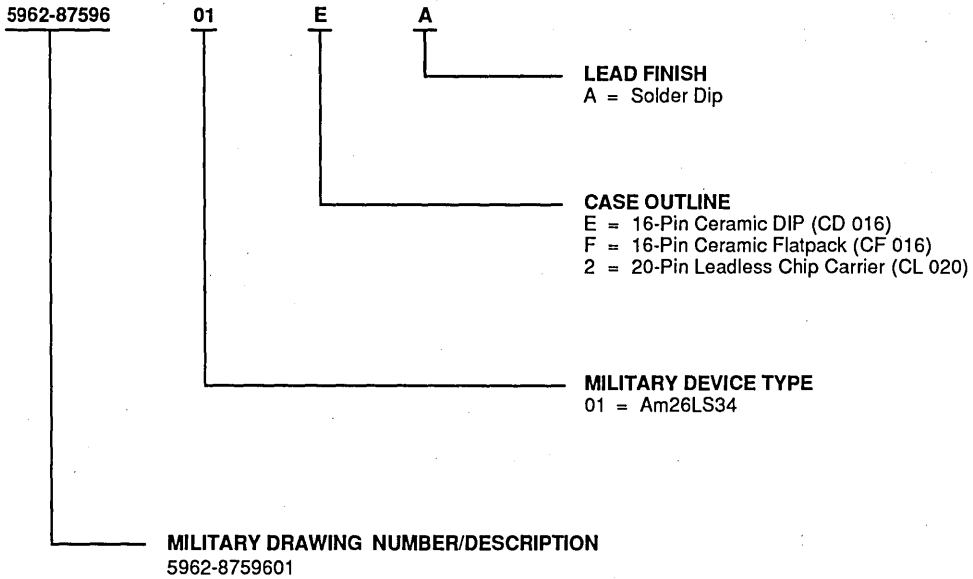 5962-87596 01 E A
LEAD FINISH
A = Solder Dip
CASE OUTLINE
E = 16-Pin Ceramic DIP (CD 016)
F = 16-Pin Ceramic Flatpack (CF 016)
2 = 20-Pin Leadless Chip Carrier (CL 020)
MILITARY DEVICE TYPE
01 = Am26LS34
MILITARY DRAWING NUMBER/DESCRIPTION
5962-8759601